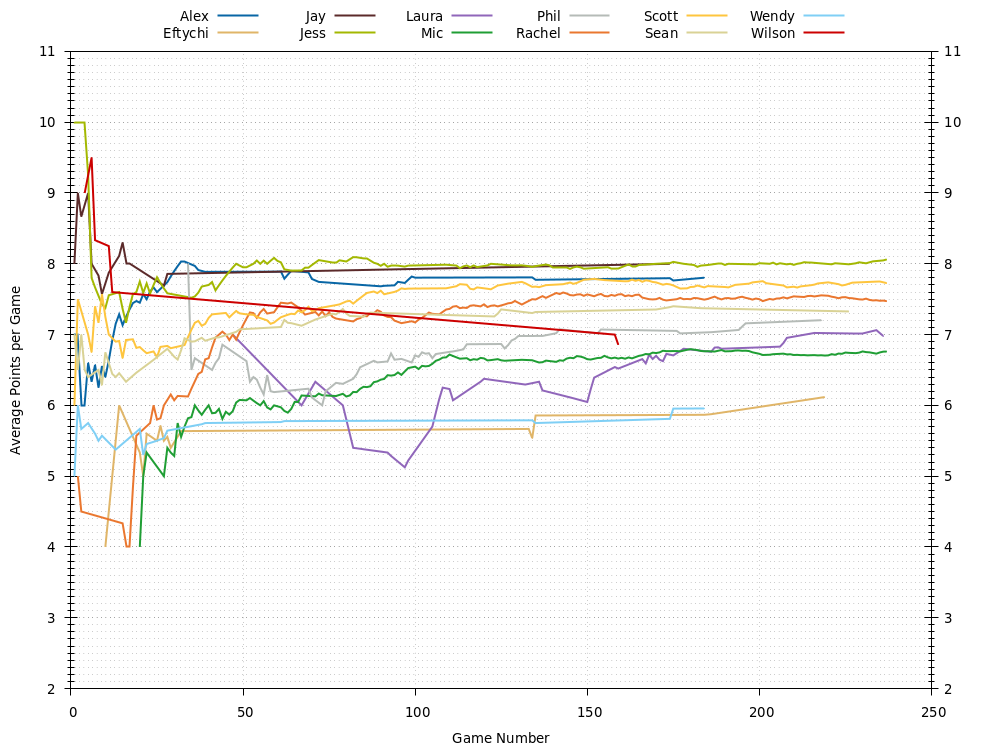 Alex Jay Laura Phil Scott Wendy
Eftychi Jess Mic Rachel Sean Wilson
11 11
10 10
9 9
8 8
7 7
6 6
5 5
4 4
3 3
2 2
Average Points per Game
0 50 100 150 200 250
Game Number